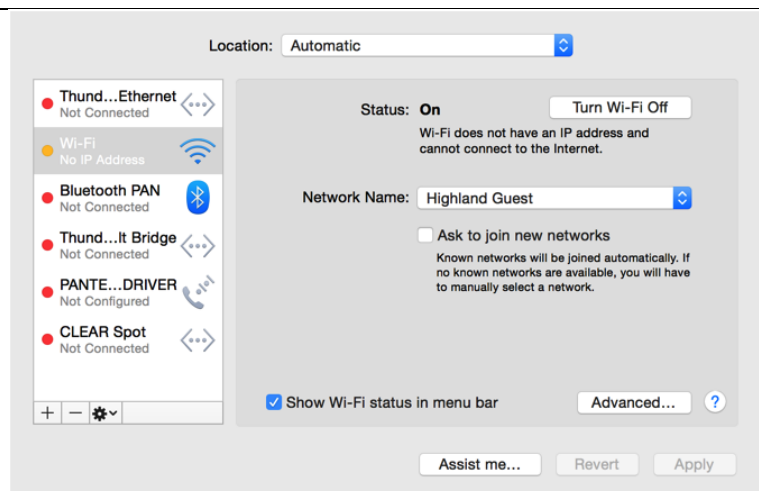 Location: Automatic
Thund...Ethernet
Not Connected
Wi-Fi
No IP Address
Bluetooth PAN
Not Connected
Thund...lt Bridge
Not Connected
PANTE...DRIVER
Not Configured
CLEAR Spot
Not Connected
Status: On Turn Wi-Fi Off
Wi-Fi does not have an IP address and
cannot connect to the Internet.
Network Name: Highland Guest
Ask to join new networks
Known networks will be joined automatically. If
no known networks are available, you will have
to manually select a network.
Show Wi-Fi status in menu bar Advanced... ?
Assist me... Revert Apply